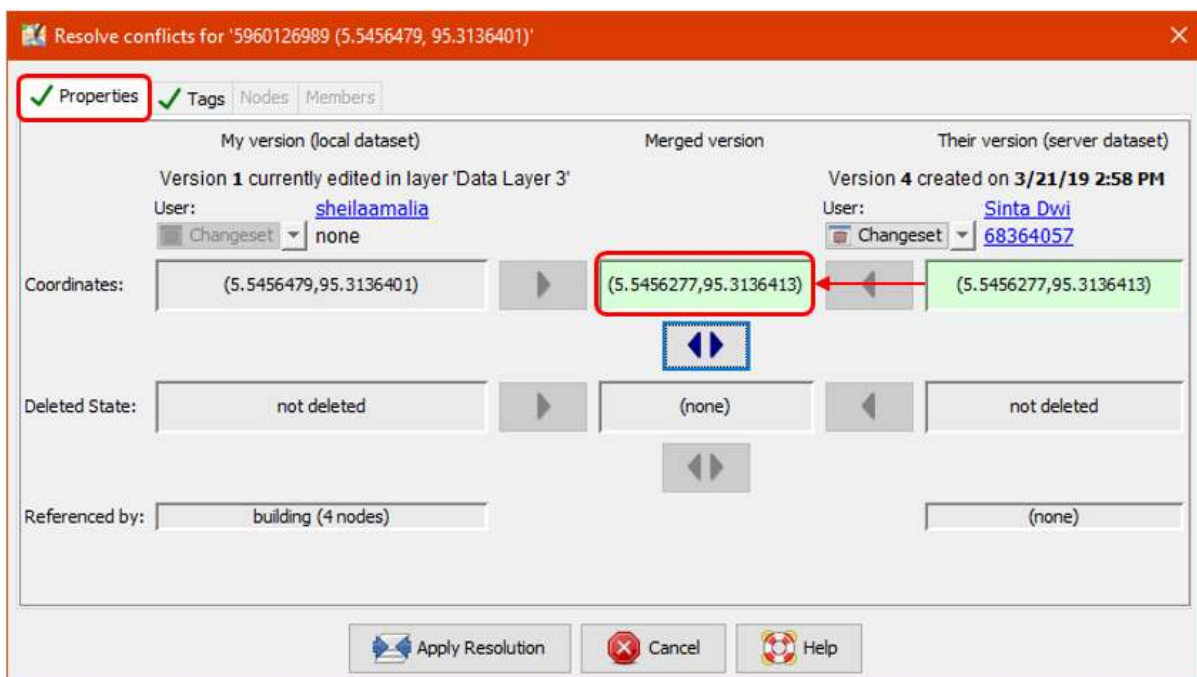 Resolve conflicts for '5960126989 (5.5456479, 95.3136401)'
Properties Tags Nodes Members
My version (local dataset) Merged version Their version (server dataset)
Version 1 currently edited in layer 'Data Layer 3' Version 4 created on 3/21/19 2:58 PM
User: sheilaamalia User: Sinta Dwi
Changeset none Changeset 68364057
Coordinates: (5.5456479,95.3136401) (5.5456277,95.3136413) (5.5456277,95.3136413)
Deleted State: not deleted (none) not deleted
Referenced by: building (4 nodes) (none)
Apply Resolution Cancel Help